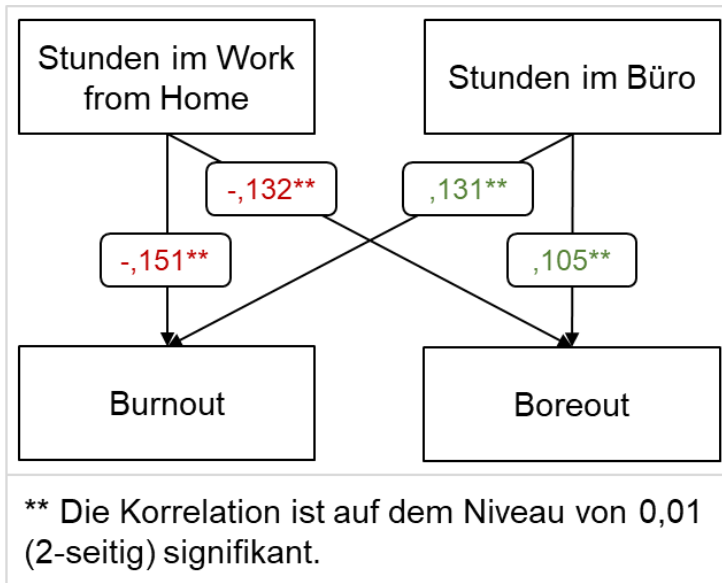 Stunden im Work
from Home
Stunden im Büro
-,132**
,131**
-,151**
,105**
Burnout
Boreout
** Die Korrelation ist auf dem Niveau von 0,01
(2-seitig) signifikant.